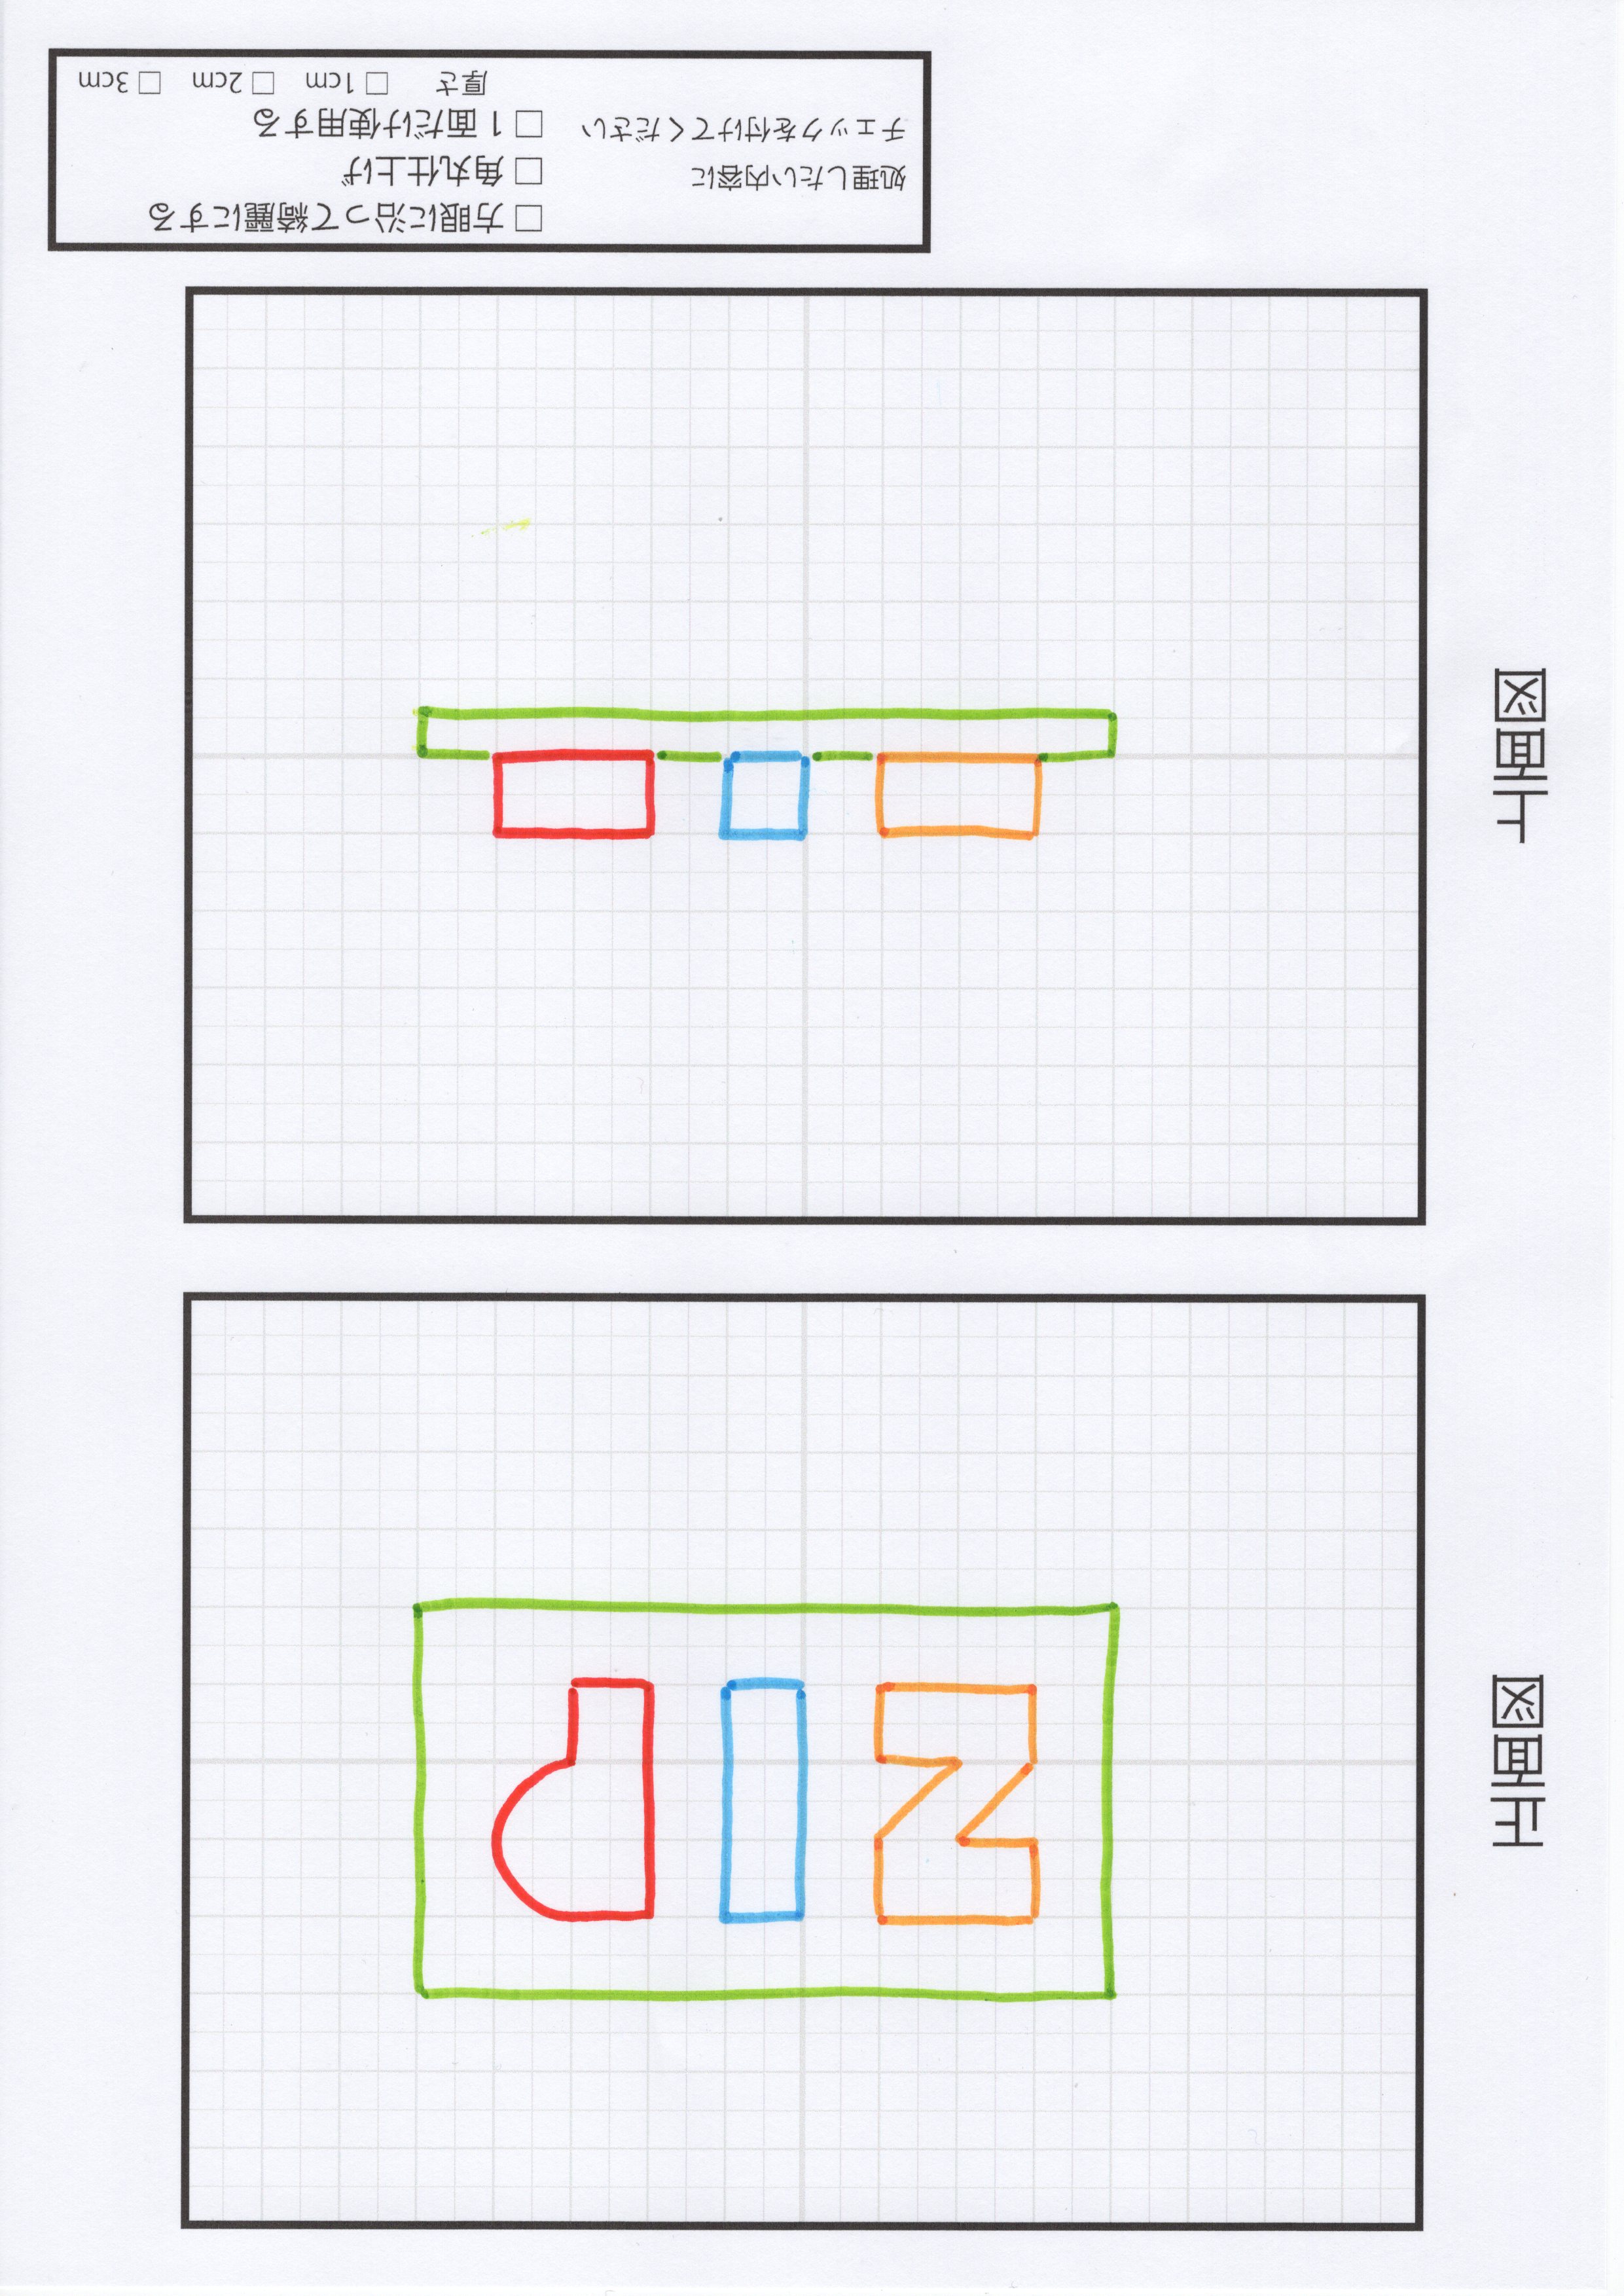 正面図
ZIP
上面図
処理したい内容に
チェックを付けてください
□ 方眼に沿って綺麗にする
□ 角丸仕上げ
□ 1面だけ使用する
厚さ □ 1cm □ 2cm □ 3cm